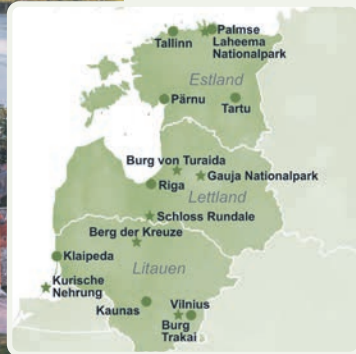 Tallinn
Palmse
Laheema
Nationalpark
Estland
Pärnu
Tartu
Burg von Turaida
Gauja Nationalpark
Riga
Lettland
Schloss Rundale
Berg der Kreuze
Klaipeda
Litauen
Kurische
Nehrung
Kaunas
Vilnius
Burg
Trakai